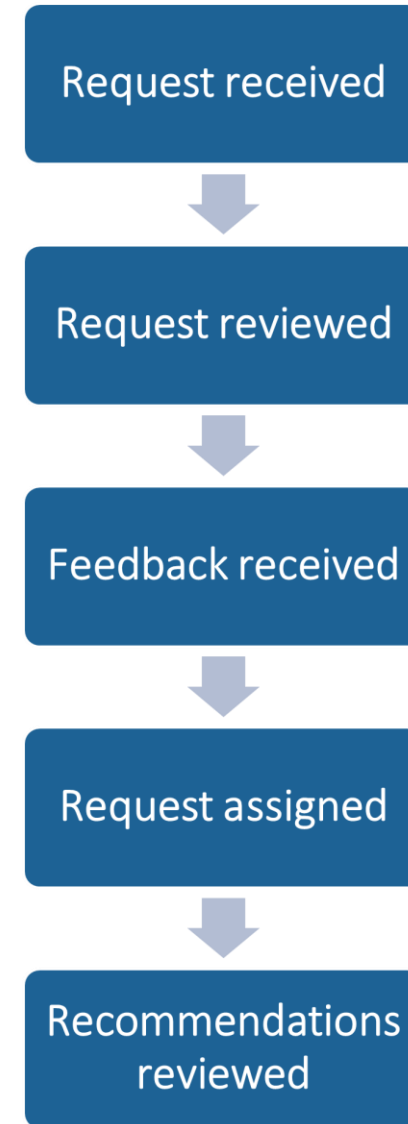 Request received
Request reviewed
Feedback received
Request assigned
Recommendations
reviewed